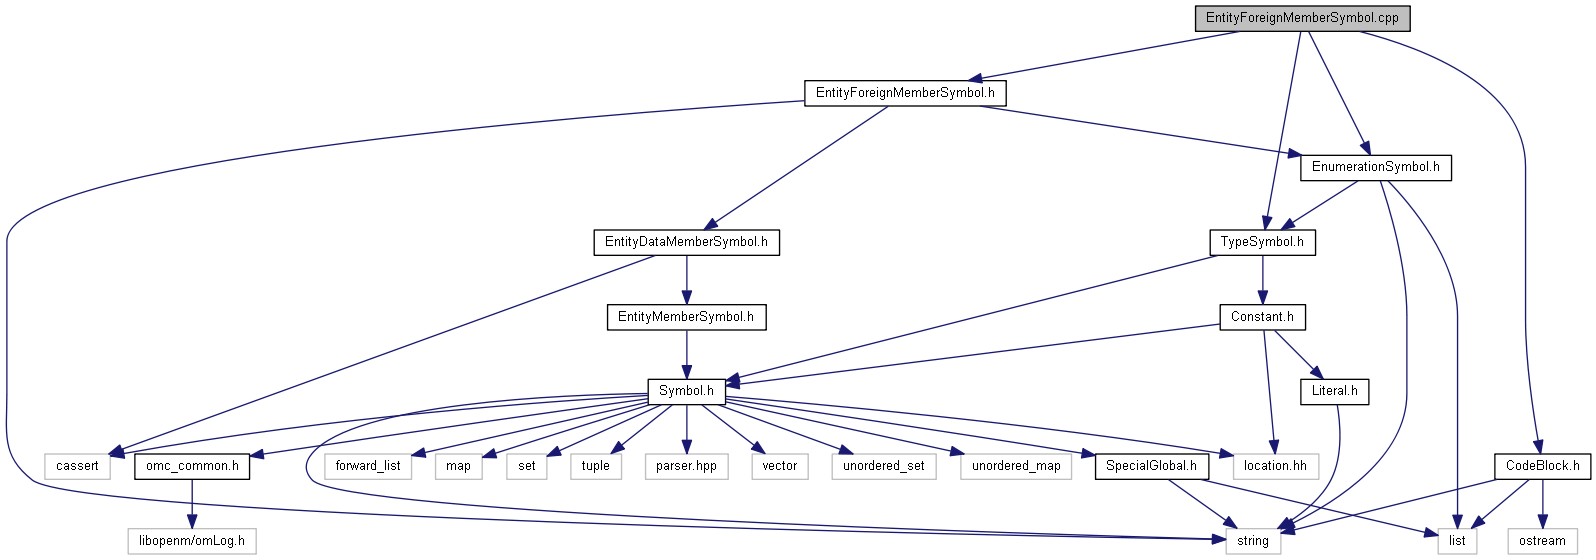 EntityForeignMemberSymbol.cpp
EntityForeignMemberSymbol.h
EnumerationSymbol.h
EntityDataMemberSymbol.h
TypeSymbol.h
EntityMemberSymbol.h
Constant.h
Symbol.h
Literal.h
cassert
omc_common.h
forward_list
map
set
tuple
parser.hpp
vector
unordered_set
unordered_map
SpecialGlobal.h
location.hh
CodeBlock.h
libopenm/omLog.h
string
list
ostream